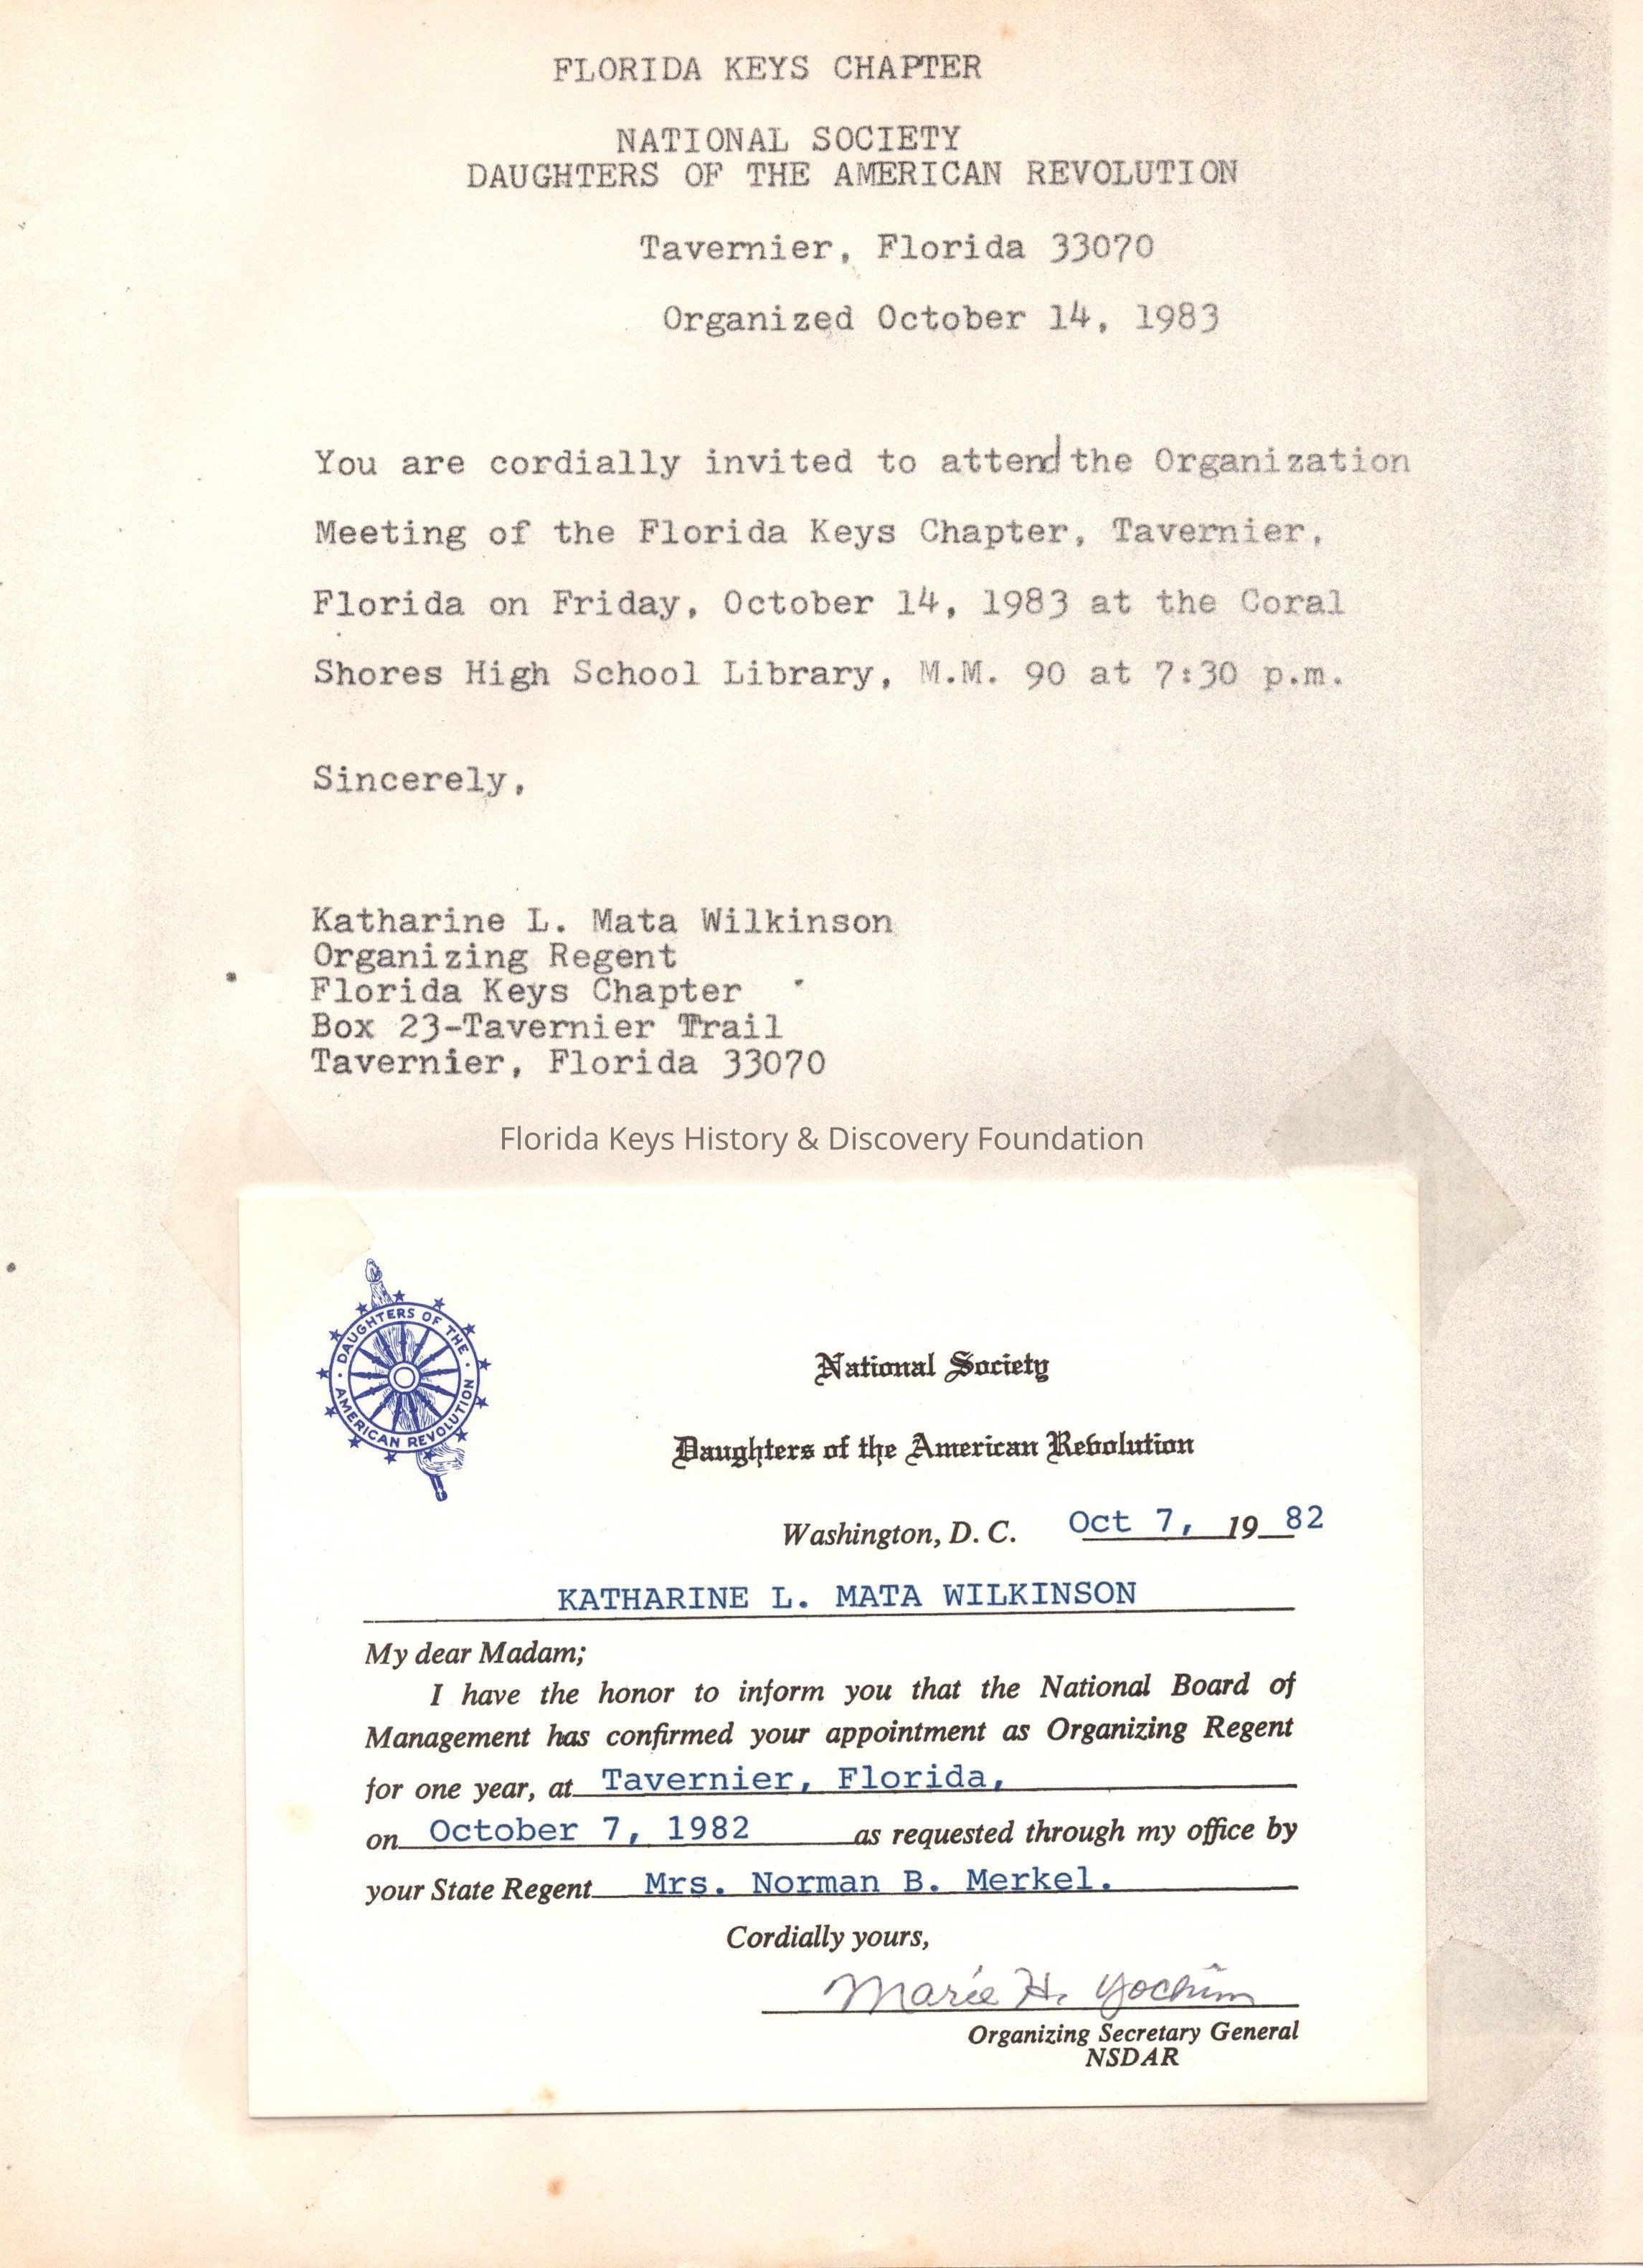 FLORIDA KEYS CHAPTER
NATIONAL SOCIETY
DAUGHTERS OF THE AMERICAN REVOLUTION
Tavernier, Florida 33070
Organized October 14, 1983
You are cordially invited to attend the Organization
Meeting of the Florida Keys Chapter, Tavernier,
Florida on Friday, October 14, 1983 at the Coral
Shores High School Library, M.M. 90 at 7:30 p.m.
Sincerely,
Katharine L. Mata Wilkinson
Organizing Regent
Florida Keys Chapter
Box 23-Tavernier Trail
Tavernier, Florida 33070
Florida Keys History & Discovery Foundation
DAUGHTERS OF THE AMERICAN REVOLUTION
National Society
Daughters of the American Revolution
Washington, D. C. Oct 7, 19 82
KATHARINE L. MATA WILKINSON
My dear Madam;
I have the honor to inform you that the National Board of
Management has confirmed your appointment as Organizing Regent
for one year, at Tavernier, Florida,
on October 7, 1982 as requested through my office by
your State Regent Mrs. Norman B. Merkel.
Cordially yours,
Marie H. Yochim
Organizing Secretary General
NSDAR